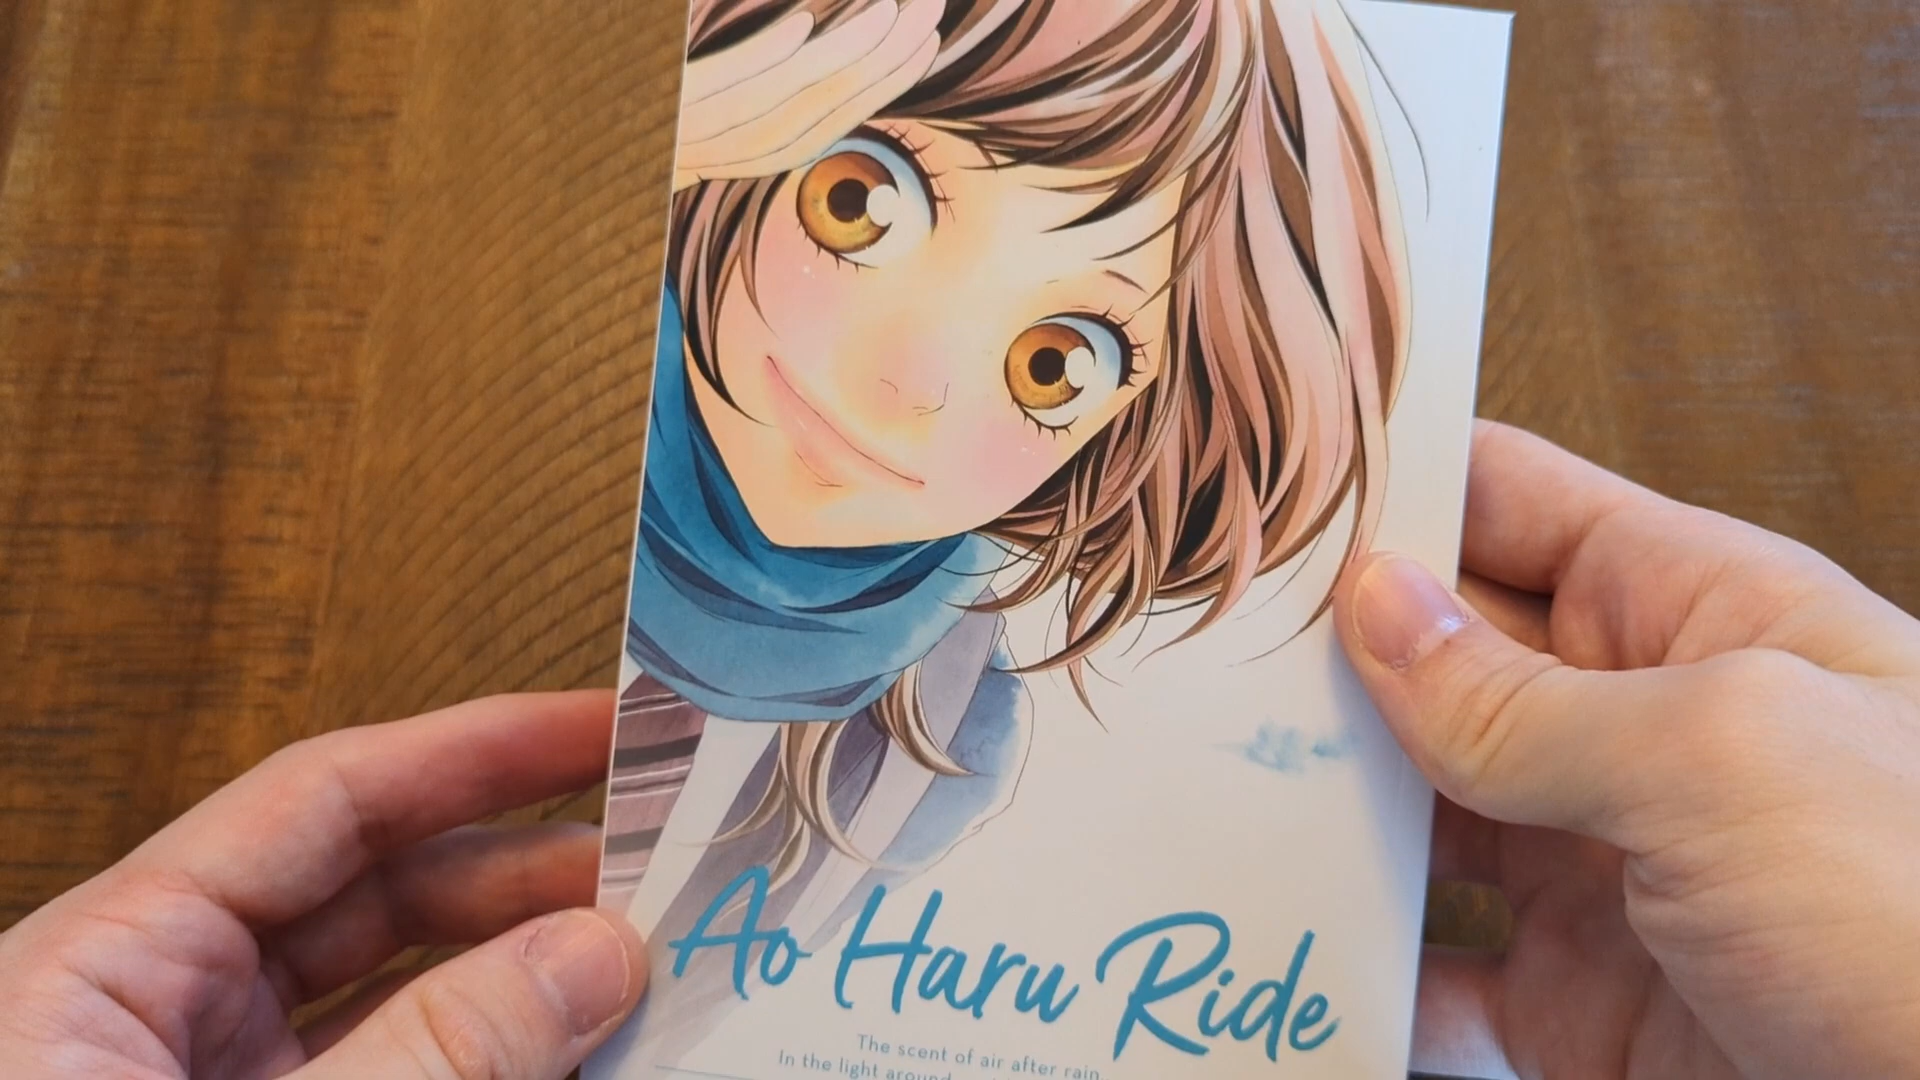 Ao Haru Ride
The scent of air after rain...
In the light around